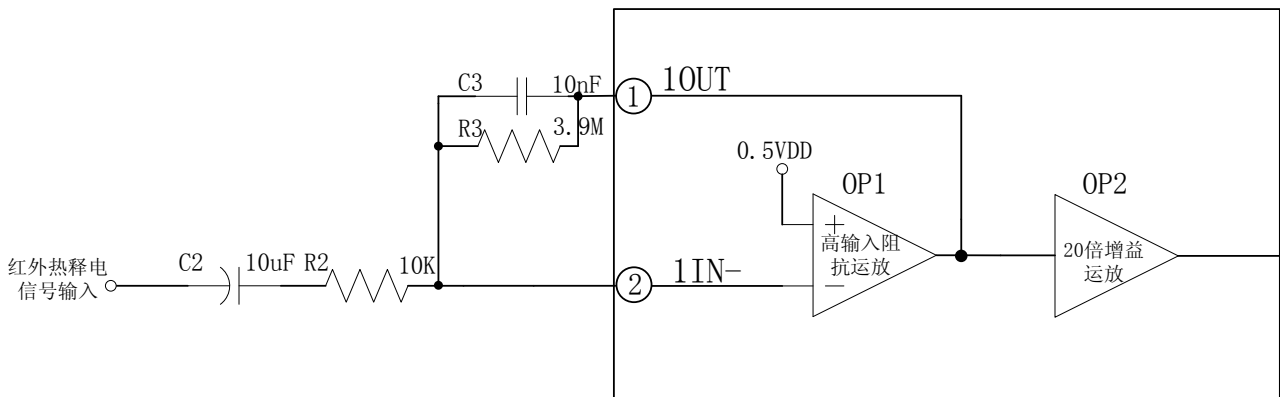 C3 10nF
① 1OUT
R3 3.9M
0.5VDD
OP1
OP2
+
高输入阻
抗运放
20倍增益
运放
红外热释电
信号输入
C2 10uF R2 10K
② 1IN-
−